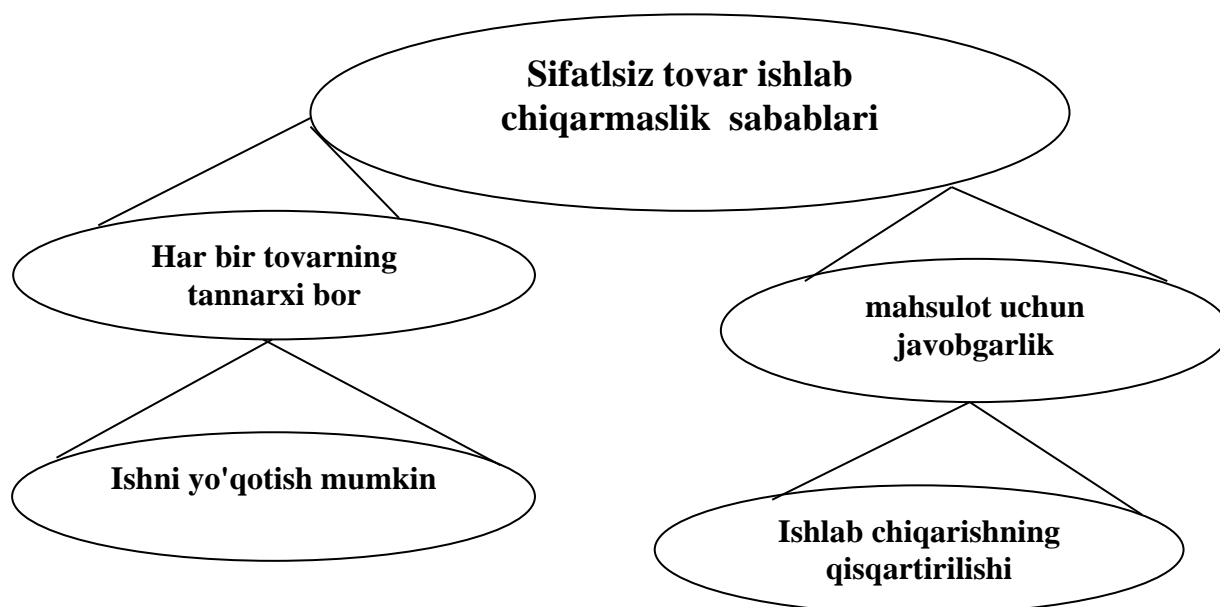 Sifatlsiz tovar ishlab
chiqarmaslik sabablari
Har bir tovarning
tannarxi bor
mahsulot uchun
javobgarlik
Ishni yo'qotish mumkin
Ishlab chiqarishning
qisqartirilishi